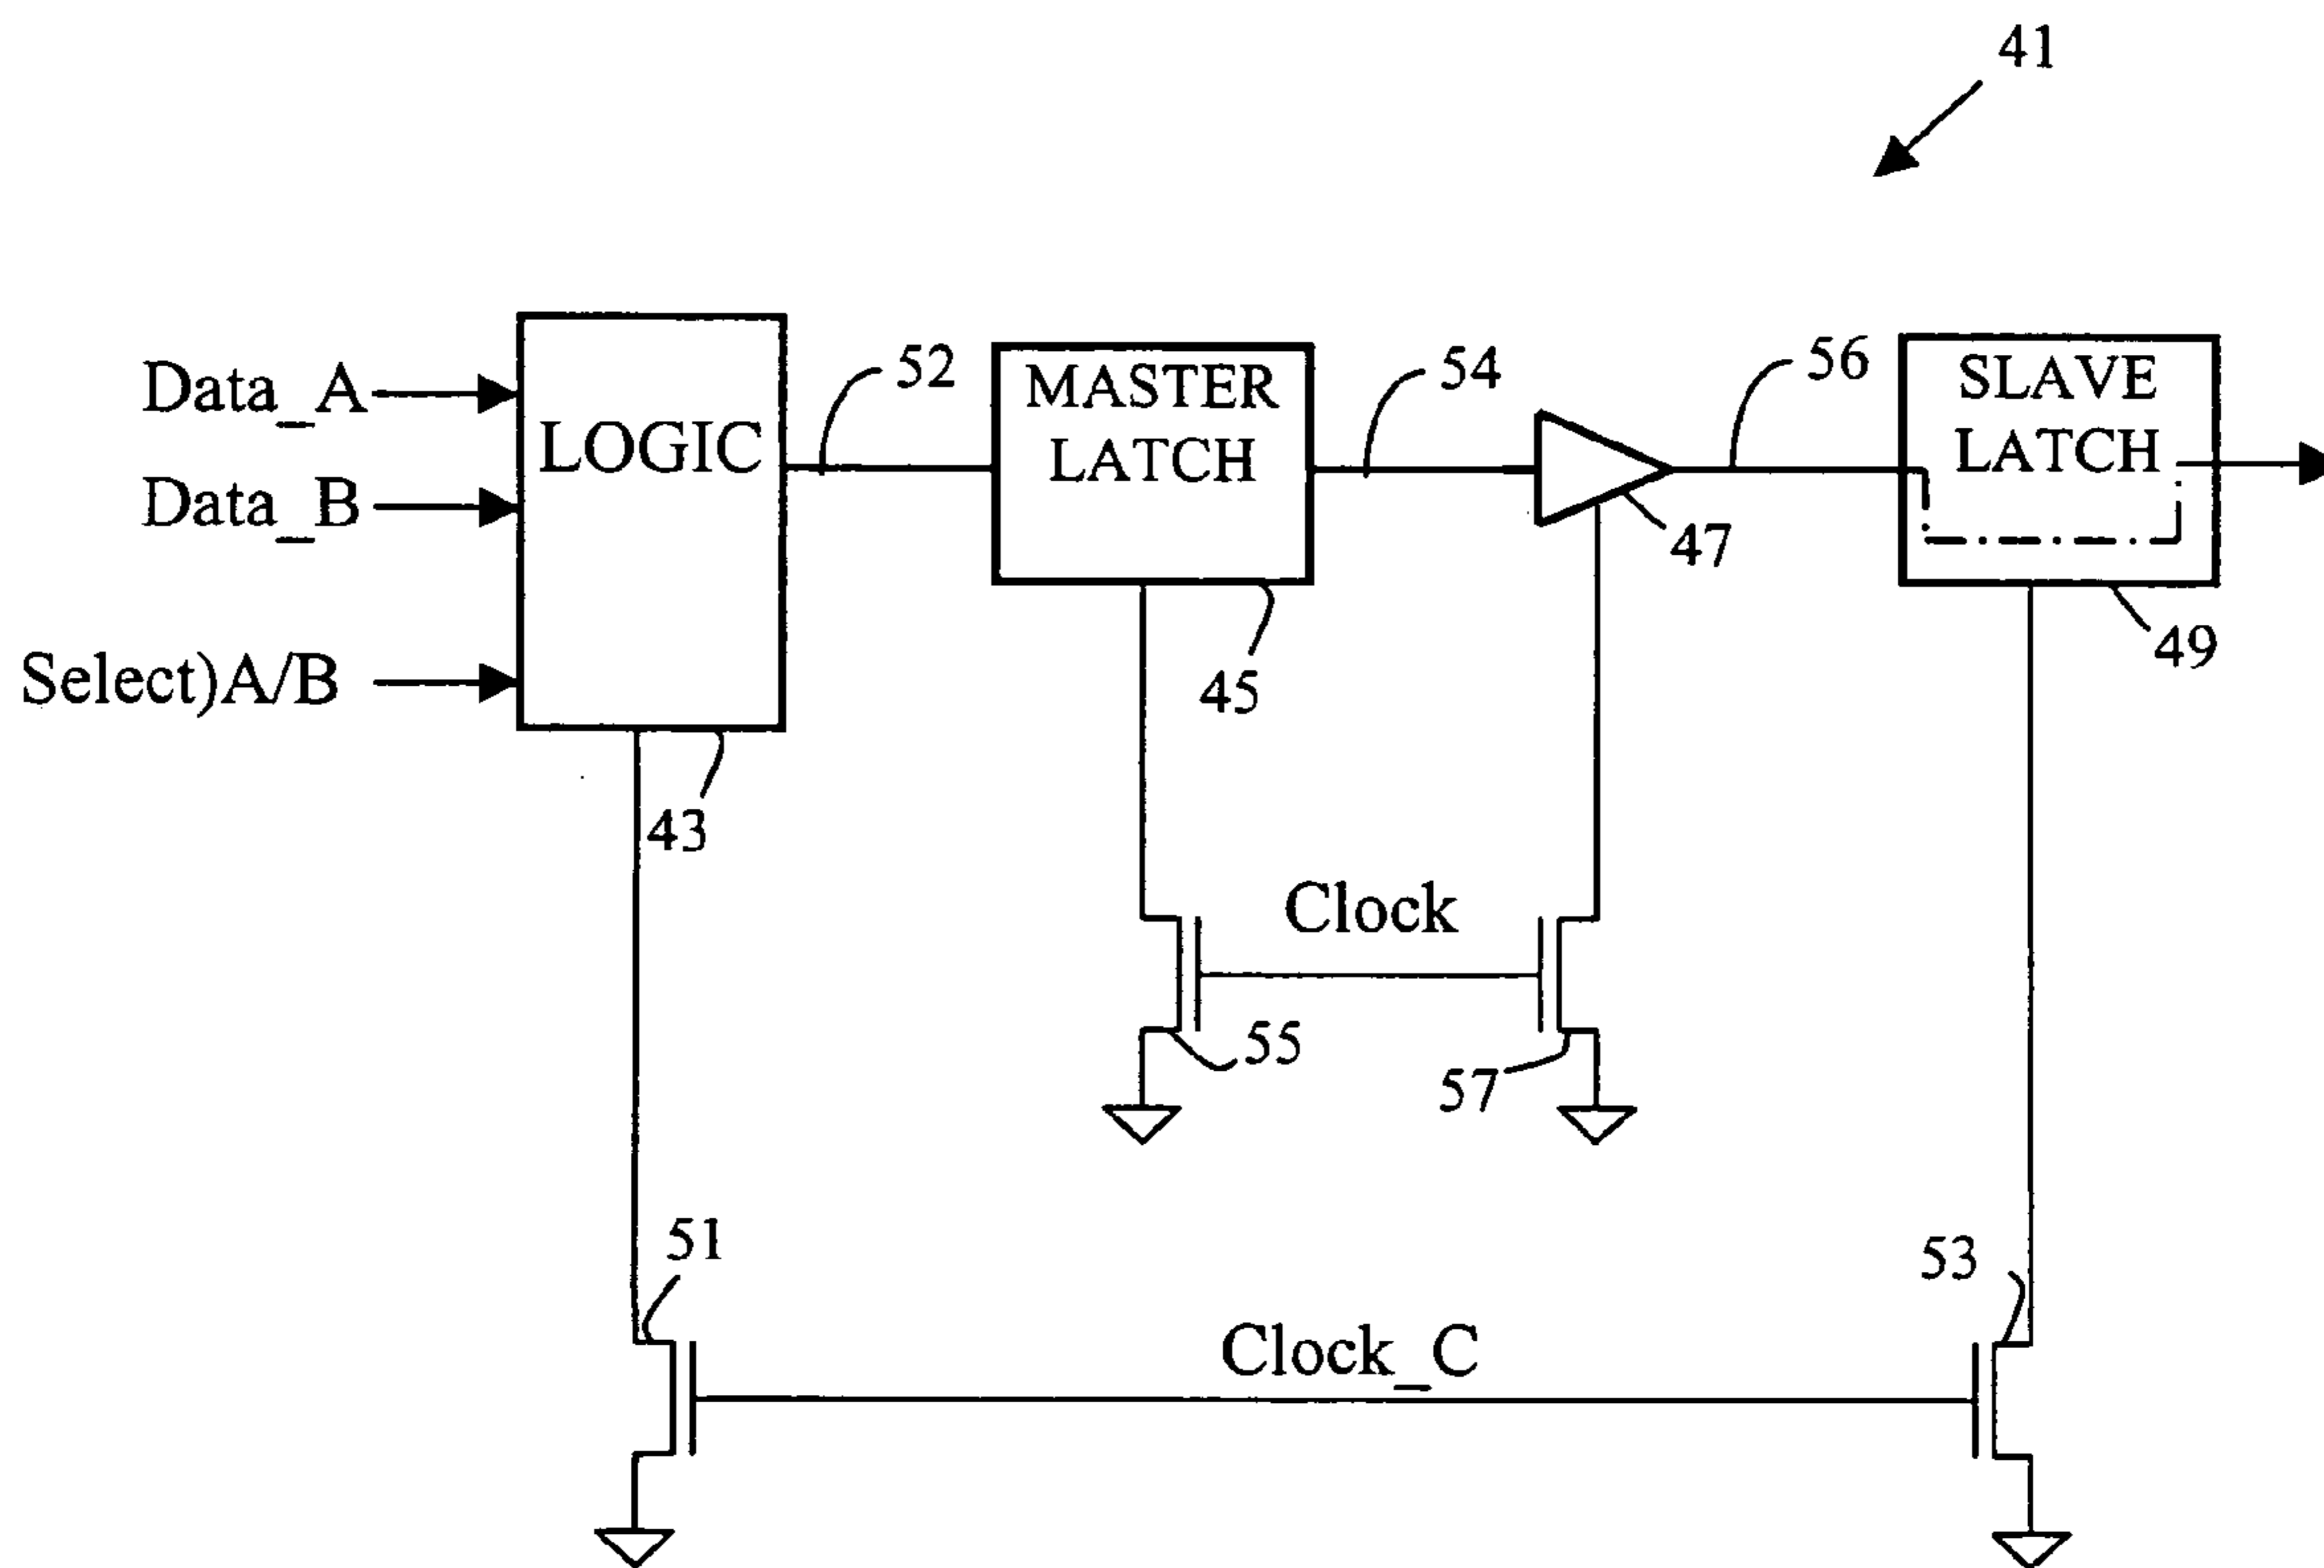 41
Data_A
Data_B
Select)A/B
LOGIC
43
52
MASTER
LATCH
45
54
47
56
SLAVE
LATCH
49
Clock
55
57
51
Clock_C
53